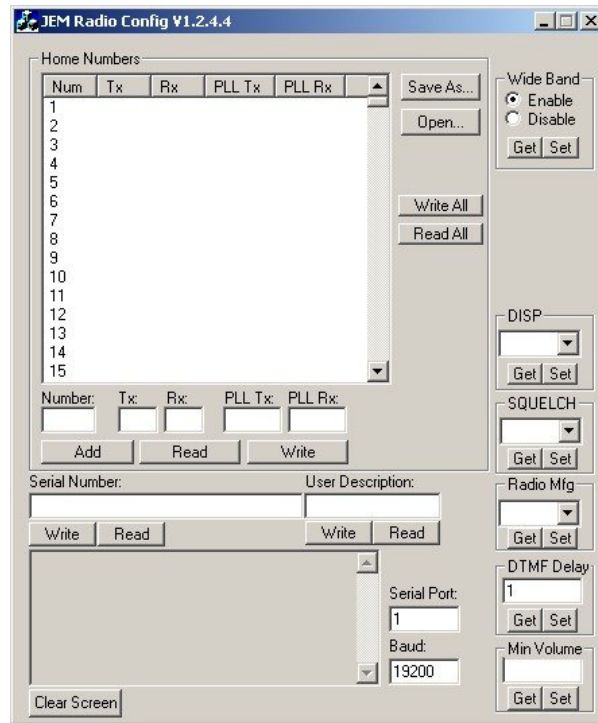 JEM Radio Config V1.2.4.4
Home Numbers
Num Tx Rx PLL Tx PLL Rx
1
2
3
4
5
6
7
8
9
10
11
12
13
14
15
Save As...
Open...
Write All
Read All
Number: Tx: Rx: PLL Tx: PLL Rx:
Add Read Write
Serial Number: User Description:
Write Read Write Read
Serial Port:
1
Baud:
19200
Clear Screen
Wide Band
Enable
Disable
Get Set
DISP
Get Set
SQUELCH
Get Set
Radio Mfg
Get Set
DTMF Delay
1
Get Set
Min Volume
Get Set